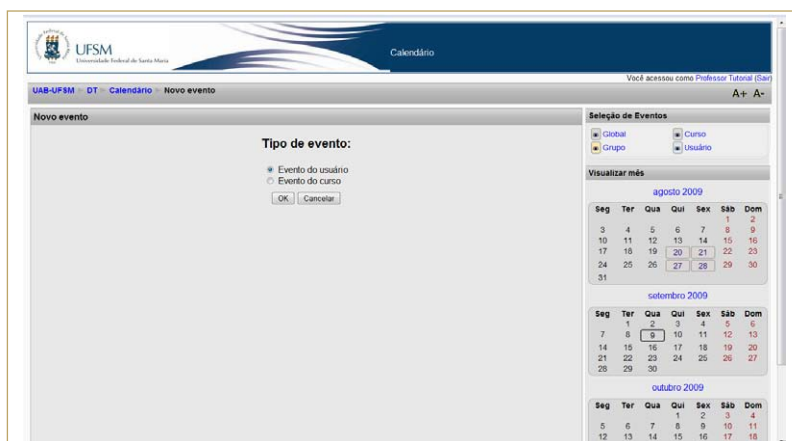 UFSM
Universidade Federal de Santa Maria
Calendário
Você acessou como Professor Tutorial (Sair)
UAB-UFSM DT Calendário Novo evento
A+ A-
Novo evento
Tipo de evento:
Evento do usuário
Evento do curso
OK Cancelar
Seleção de Eventos
Global Curso
Grupo Usuário
Visualizar mês
agosto 2009
Seg Ter Qua Qui Sex Sáb Dom
1 2
3 4 5 6 7 8 9
10 11 12 13 14 15 16
17 18 19 20 21 22 23
24 25 26 27 28 29 30
31
setembro 2009
Seg Ter Qua Qui Sex Sáb Dom
1 2 3 4 5 6
7 8 9 10 11 12 13
14 15 16 17 18 19 20
21 22 23 24 25 26 27
28 29 30
outubro 2009
Seg Ter Qua Qui Sex Sáb Dom
1 2 3 4
5 6 7 8 9 10 11
12 13 14 15 16 17 18